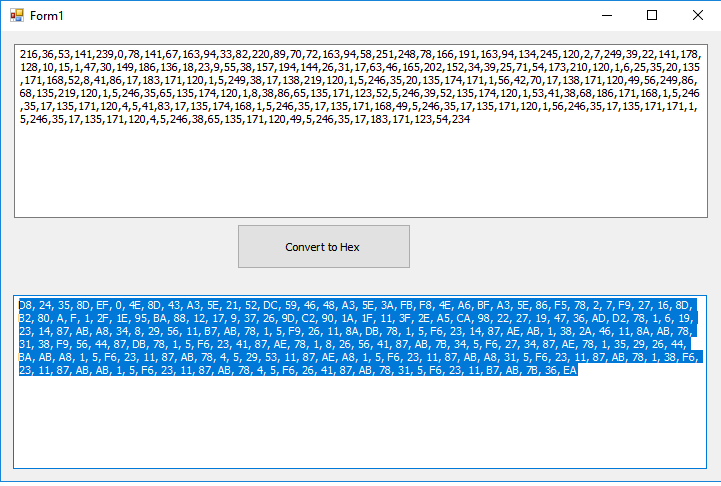 Form1
216,36,53,141,239,0,78,141,67,163,94,33,82,220,89,70,72,163,94,58,251,248,78,166,191,163,94,134,245,120,2,7,249,39,22,141,178,
128,10,15,1,47,30,149,186,136,18,23,9,55,38,157,194,144,26,31,17,63,46,165,202,152,34,39,25,71,54,173,210,120,1,6,25,35,20,135
,171,168,52,8,41,86,17,183,171,120,1,5,249,38,17,138,219,120,1,5,246,35,20,135,174,171,1,56,42,70,17,138,171,120,49,56,249,86,
68,135,219,120,1,5,246,35,65,135,174,120,1,8,38,86,65,135,171,123,52,5,246,39,52,135,174,120,1,53,41,38,68,186,171,168,1,5,246
,35,17,135,171,120,4,5,41,83,17,135,174,168,1,5,246,35,17,135,171,168,49,5,246,35,17,135,171,120,1,56,246,35,17,135,171,171,1,
5,246,35,17,135,171,120,4,5,246,38,65,135,171,120,49,5,246,35,17,183,171,123,54,234
Convert to Hex
D8, 24, 35, 8D, EF, 0, 4E, 8D, 43, A3, 5E, 21, 52, DC, 59, 46, 48, A3, 5E, 3A, FB, F8, 4E, A6, BF, A3, 5E, 86, F5, 78, 2, 7, F9, 27, 16, 8D,
B2, 80, A, F, 1, 2F, 1E, 95, BA, 88, 12, 17, 9, 37, 26, 9D, C2, 90, 1A, 1F, 11, 3F, 2E, A5, CA, 98, 22, 27, 19, 47, 36, AD, D2, 78, 1, 6, 19,
23, 14, 87, AB, A8, 34, 8, 29, 56, 11, B7, AB, 78, 1, 5, F9, 26, 11, 8A, DB, 78, 1, 5, F6, 23, 14, 87, AE, AB, 1, 38, 2A, 46, 11, 8A, AB, 78,
31, 38, F9, 56, 44, 87, DB, 78, 1, 5, F6, 23, 41, 87, AE, 78, 1, 8, 26, 56, 41, 87, AB, 7B, 34, 5, F6, 27, 34, 87, AE, 78, 1, 35, 29, 26, 44,
BA, AB, A8, 1, 5, F6, 23, 11, 87, AB, 78, 4, 5, 29, 53, 11, 87, AE, A8, 1, 5, F6, 23, 11, 87, AB, A8, 31, 5, F6, 23, 11, 87, AB, 78, 1, 38, F6,
23, 11, 87, AB, AB, 1, 5, F6, 23, 11, 87, AB, 78, 4, 5, F6, 26, 41, 87, AB, 78, 31, 5, F6, 23, 11, B7, AB, 7B, 36, EA